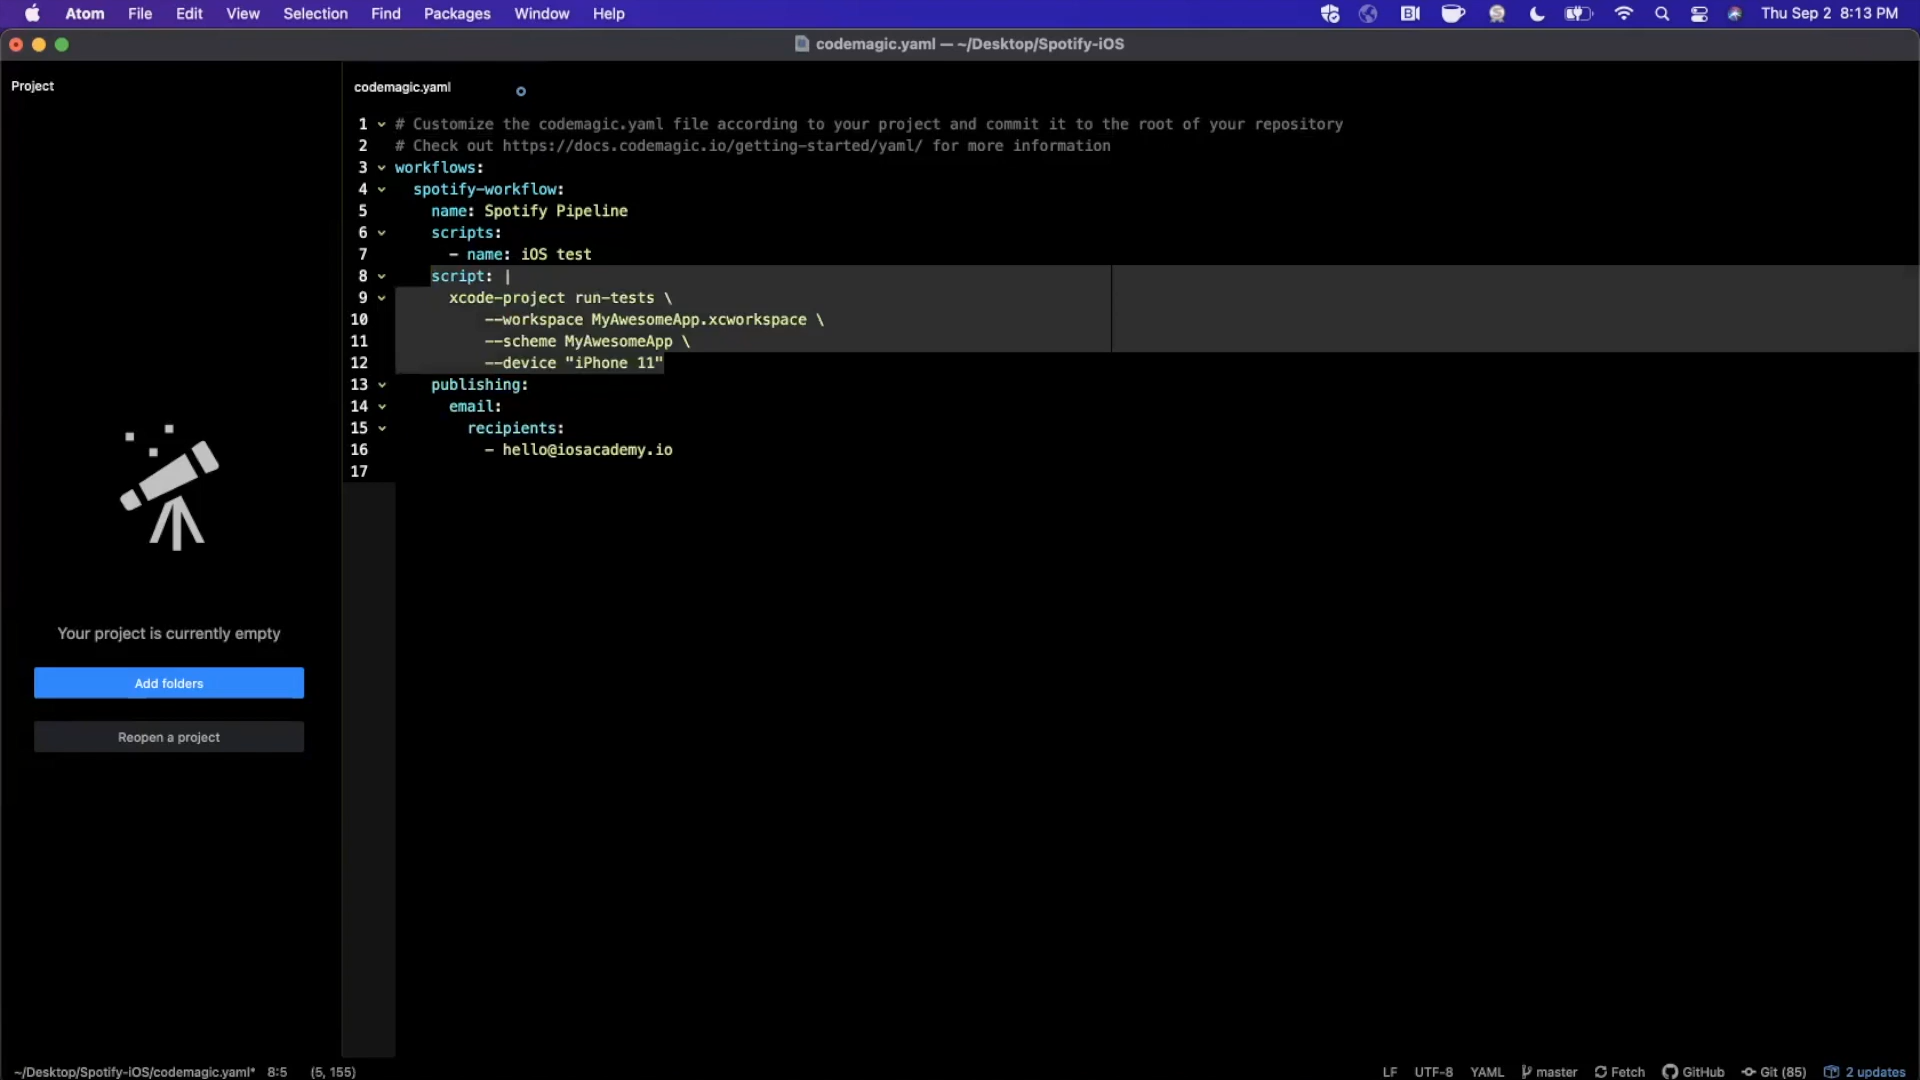 Atom File Edit View Selection Find Packages Window Help Thu Sep 2 8:13 PM
codemagic.yaml — ~/Desktop/Spotify-iOS
Project
codemagic.yaml
1 # Customize the codemagic.yaml file according to your project and commit it to the root of your repository
2 # Check out https://docs.codemagic.io/getting-started/yaml/ for more information
3 workflows:
4 spotify-workflow:
5 name: Spotify Pipeline
6 scripts:
7 - name: iOS test
8 script: |
9 xcode-project run-tests \
10 --workspace MyAwesomeApp.xcworkspace \
11 --scheme MyAwesomeApp \
12 --device "iPhone 11"
13 publishing:
14 email:
15 recipients:
16 - hello@iosacademy.io
17
Your project is currently empty
Add folders
Reopen a project
~/Desktop/Spotify-iOS/codemagic.yaml* 8:5 (5, 155) LF UTF-8 YAML master Fetch GitHub Git (85) 2 updates